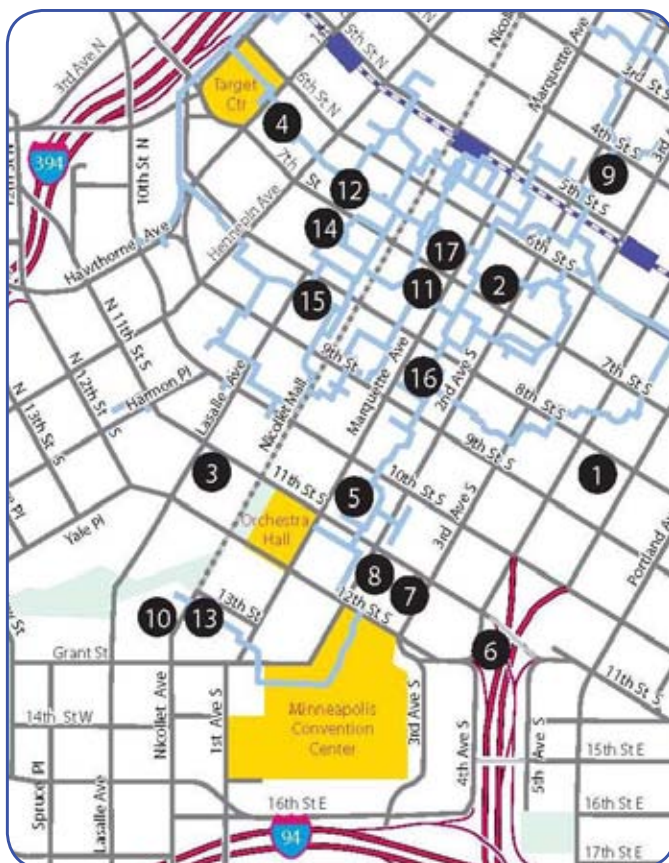 3rd Ave N
10th St N
394
Hawthorne Ave
Target
Ctr
5th St N
6th St N
7th St
Hennepin Ave
4
12
14
15
Nicollet Mall
Marquette Ave
3rd St S
4th St S
3rd
9
5th St S
6th St S
7th St S
17
11
2
16
2nd Ave S
8th St S
9th St S
9th St
10th St S
3rd Ave S
1
Portland
N 11th St S
N 12th St S
N 13th St S
Harmon Pl
Lasalle Ave
Yale Pl
3
11th St S
Orchestra
Hall
Marquette Ave
5
8
7
6
10
13
13th St
12th St S
11th St S
Grant St
14th St W
Nicollet Ave
1st Ave S
Minneapolis
Convention
Center
3rd Ave S
4th Ave S
5th Ave S
15th St E
16th St E
17th St E
16th St E
Spruce Pl
Lasalle Ave
94